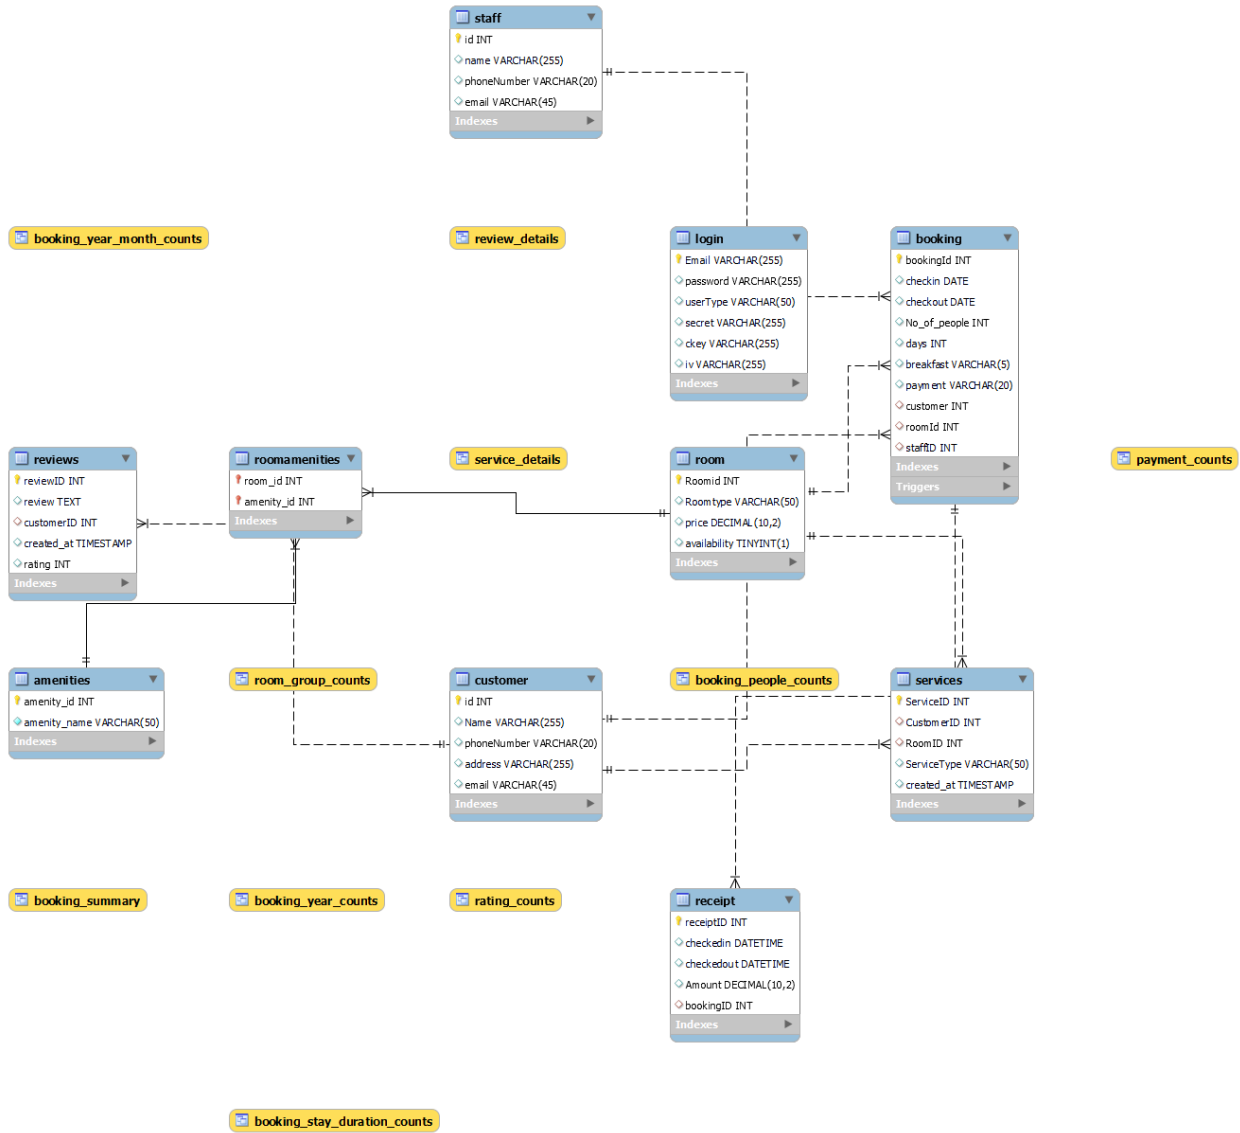 staff
id INT
name VARCHAR(255)
phoneNumber VARCHAR(20)
email VARCHAR(45)
Indexes
booking_year_month_counts
review_details
login
Email VARCHAR(255)
password VARCHAR(255)
userType VARCHAR(50)
secret VARCHAR(255)
ckey VARCHAR(255)
iv VARCHAR(255)
Indexes
booking
bookingId INT
checkin DATE
checkout DATE
No_of_people INT
days INT
breakfast VARCHAR(5)
payment VARCHAR(20)
customer INT
roomId INT
staffID INT
Indexes
Triggers
reviews
reviewID INT
review TEXT
customerID INT
created_at TIMESTAMP
rating INT
Indexes
roomamenities
room_id INT
amenity_id INT
Indexes
service_details
room
Roomid INT
Roomtype VARCHAR(50)
price DECIMAL(10,2)
availability TINYINT(1)
Indexes
payment_counts
amenities
amenity_id INT
amenity_name VARCHAR(50)
Indexes
room_group_counts
customer
id INT
Name VARCHAR(255)
phoneNumber VARCHAR(20)
address VARCHAR(255)
email VARCHAR(45)
Indexes
booking_people_counts
services
ServiceID INT
CustomerID INT
RoomID INT
ServiceType VARCHAR(50)
created_at TIMESTAMP
Indexes
booking_summary
booking_year_counts
rating_counts
receipt
receiptID INT
checkedin DATETIME
checkedout DATETIME
Amount DECIMAL(10,2)
bookingID INT
Indexes
booking_stay_duration_counts